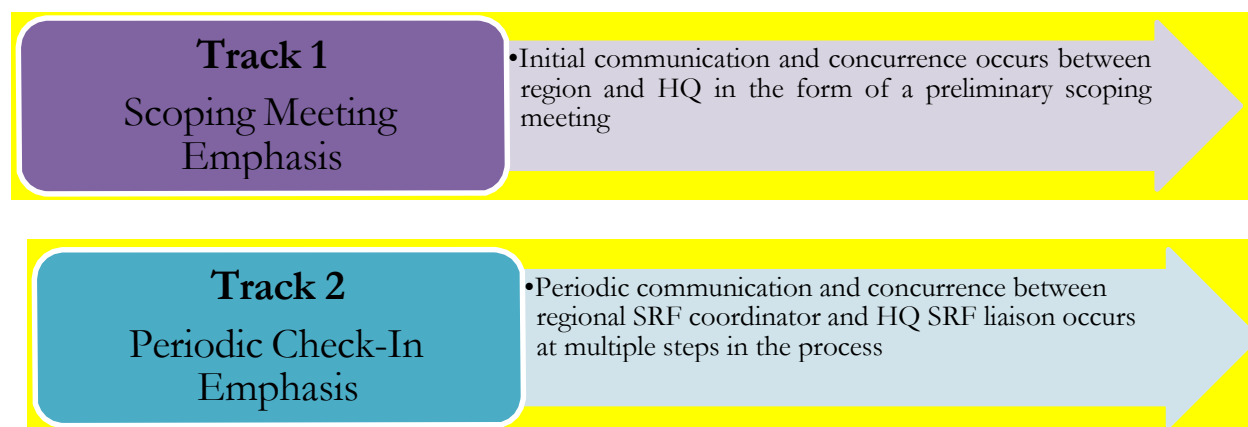 Track 1
Scoping Meeting
Emphasis
•Initial communication and concurrence occurs between
region and HQ in the form of a preliminary scoping
meeting
Track 2
Periodic Check-In
Emphasis
•Periodic communication and concurrence between
regional SRF coordinator and HQ SRF liaison occurs
at multiple steps in the process